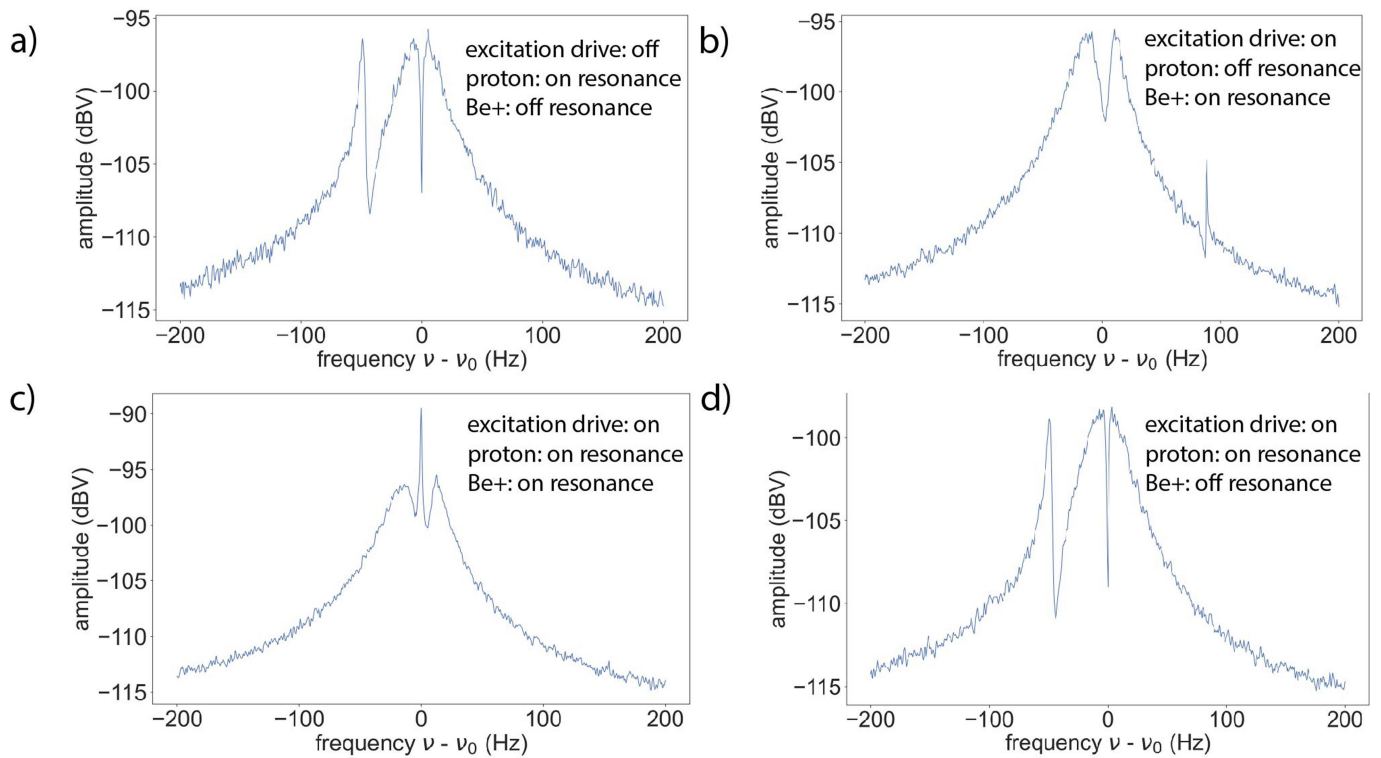 a)
−95
−100
−105
−110
−115
amplitude (dBV)
excitation drive: off
proton: on resonance
Be+: off resonance
−200 −100 0 100 200
frequency ν - ν₀ (Hz)
b)
−95
−100
−105
−110
−115
amplitude (dBV)
excitation drive: on
proton: off resonance
Be+: on resonance
−200 −100 0 100 200
frequency ν - ν₀ (Hz)
c)
−90
−95
−100
−105
−110
−115
amplitude (dBV)
excitation drive: on
proton: on resonance
Be+: on resonance
−200 −100 0 100 200
frequency ν - ν₀ (Hz)
d)
−100
−105
−110
−115
amplitude (dBV)
excitation drive: on
proton: on resonance
Be+: off resonance
−200 −100 0 100 200
frequency ν - ν₀ (Hz)